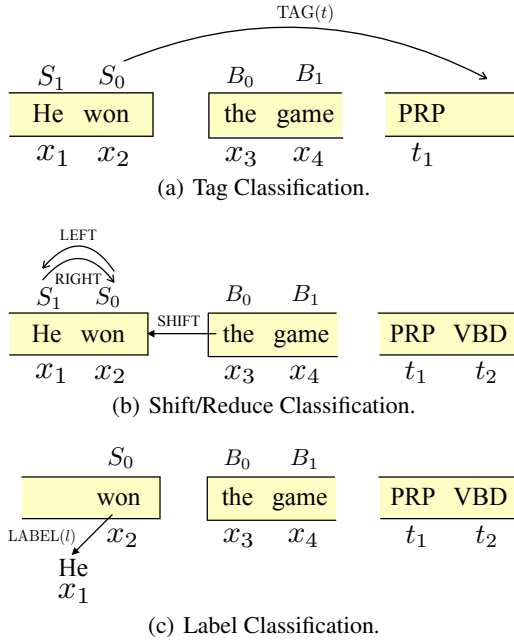 TAG(t)
S1 S0 B0 B1
He won the game PRP
x1 x2 x3 x4 t1
(a) Tag Classification.
LEFT
RIGHT
S1 S0 B0 B1
SHIFT
He won the game PRP VBD
x1 x2 x3 x4 t1 t2
(b) Shift/Reduce Classification.
S0 B0 B1
won the game PRP VBD
LABEL(l) x2 x3 x4 t1 t2
He
x1
(c) Label Classification.